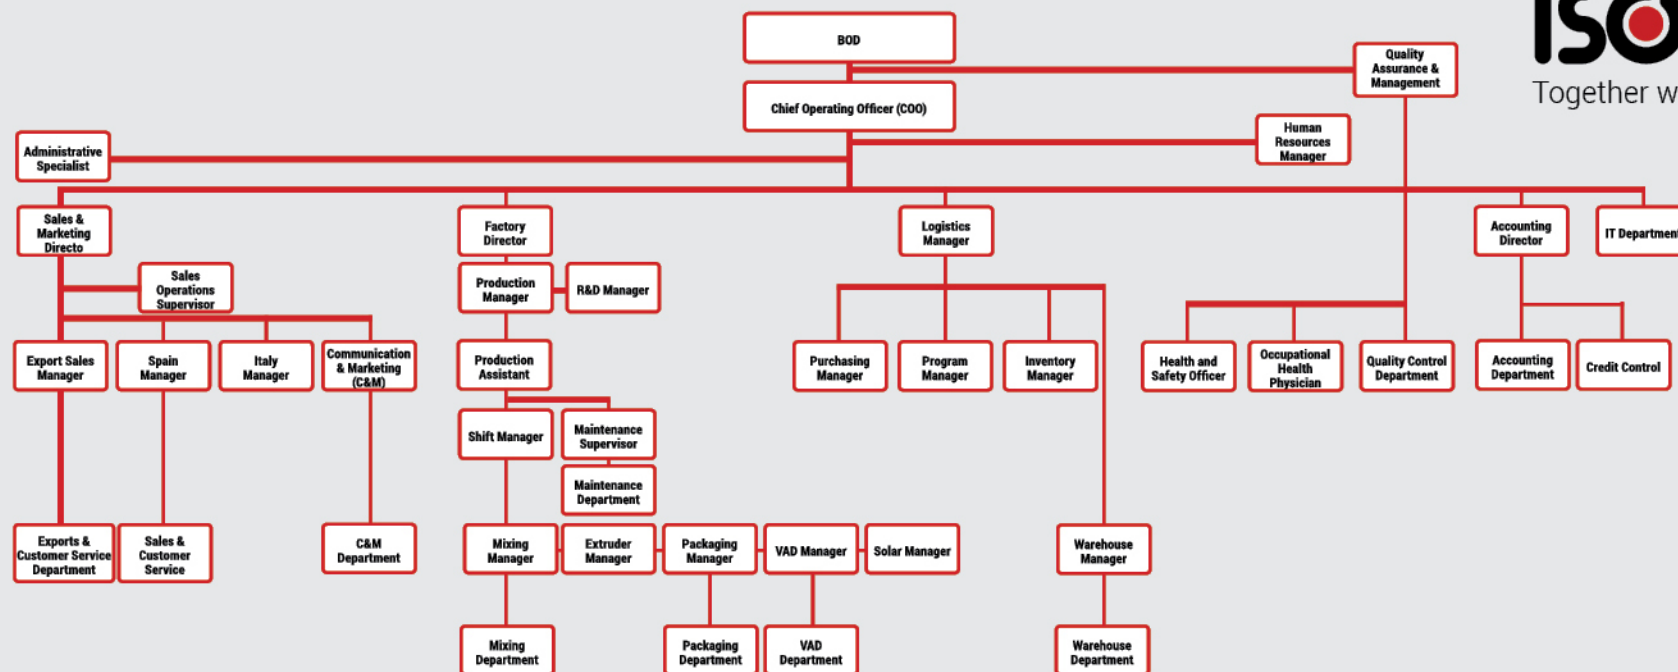 BOD
Quality
Assurance &
Management
Together w
Chief Operating Officer (COO)
Human
Resources
Manager
Administrative
Specialist
Sales &
Marketing
Directo
Factory
Director
Logistics
Manager
Accounting
Director
IT Department
Sales
Operations
Supervisor
Production
Manager
R&D Manager
Export Sales
Manager
Spain
Manager
Italy
Manager
Communication
& Marketing
(C&M)
Production
Assistant
Purchasing
Manager
Program
Manager
Inventory
Manager
Health and
Safety Officer
Occupational
Health
Physician
Quality Control
Department
Accounting
Department
Credit Control
Shift Manager
Maintenance
Supervisor
Maintenance
Department
Exports &
Customer Service
Department
Sales &
Customer
Service
C&M
Department
Mixing
Manager
Extruder
Manager
Packaging
Manager
VAD Manager
Solar Manager
Warehouse
Manager
Mixing
Department
Packaging
Department
VAD
Department
Warehouse
Department